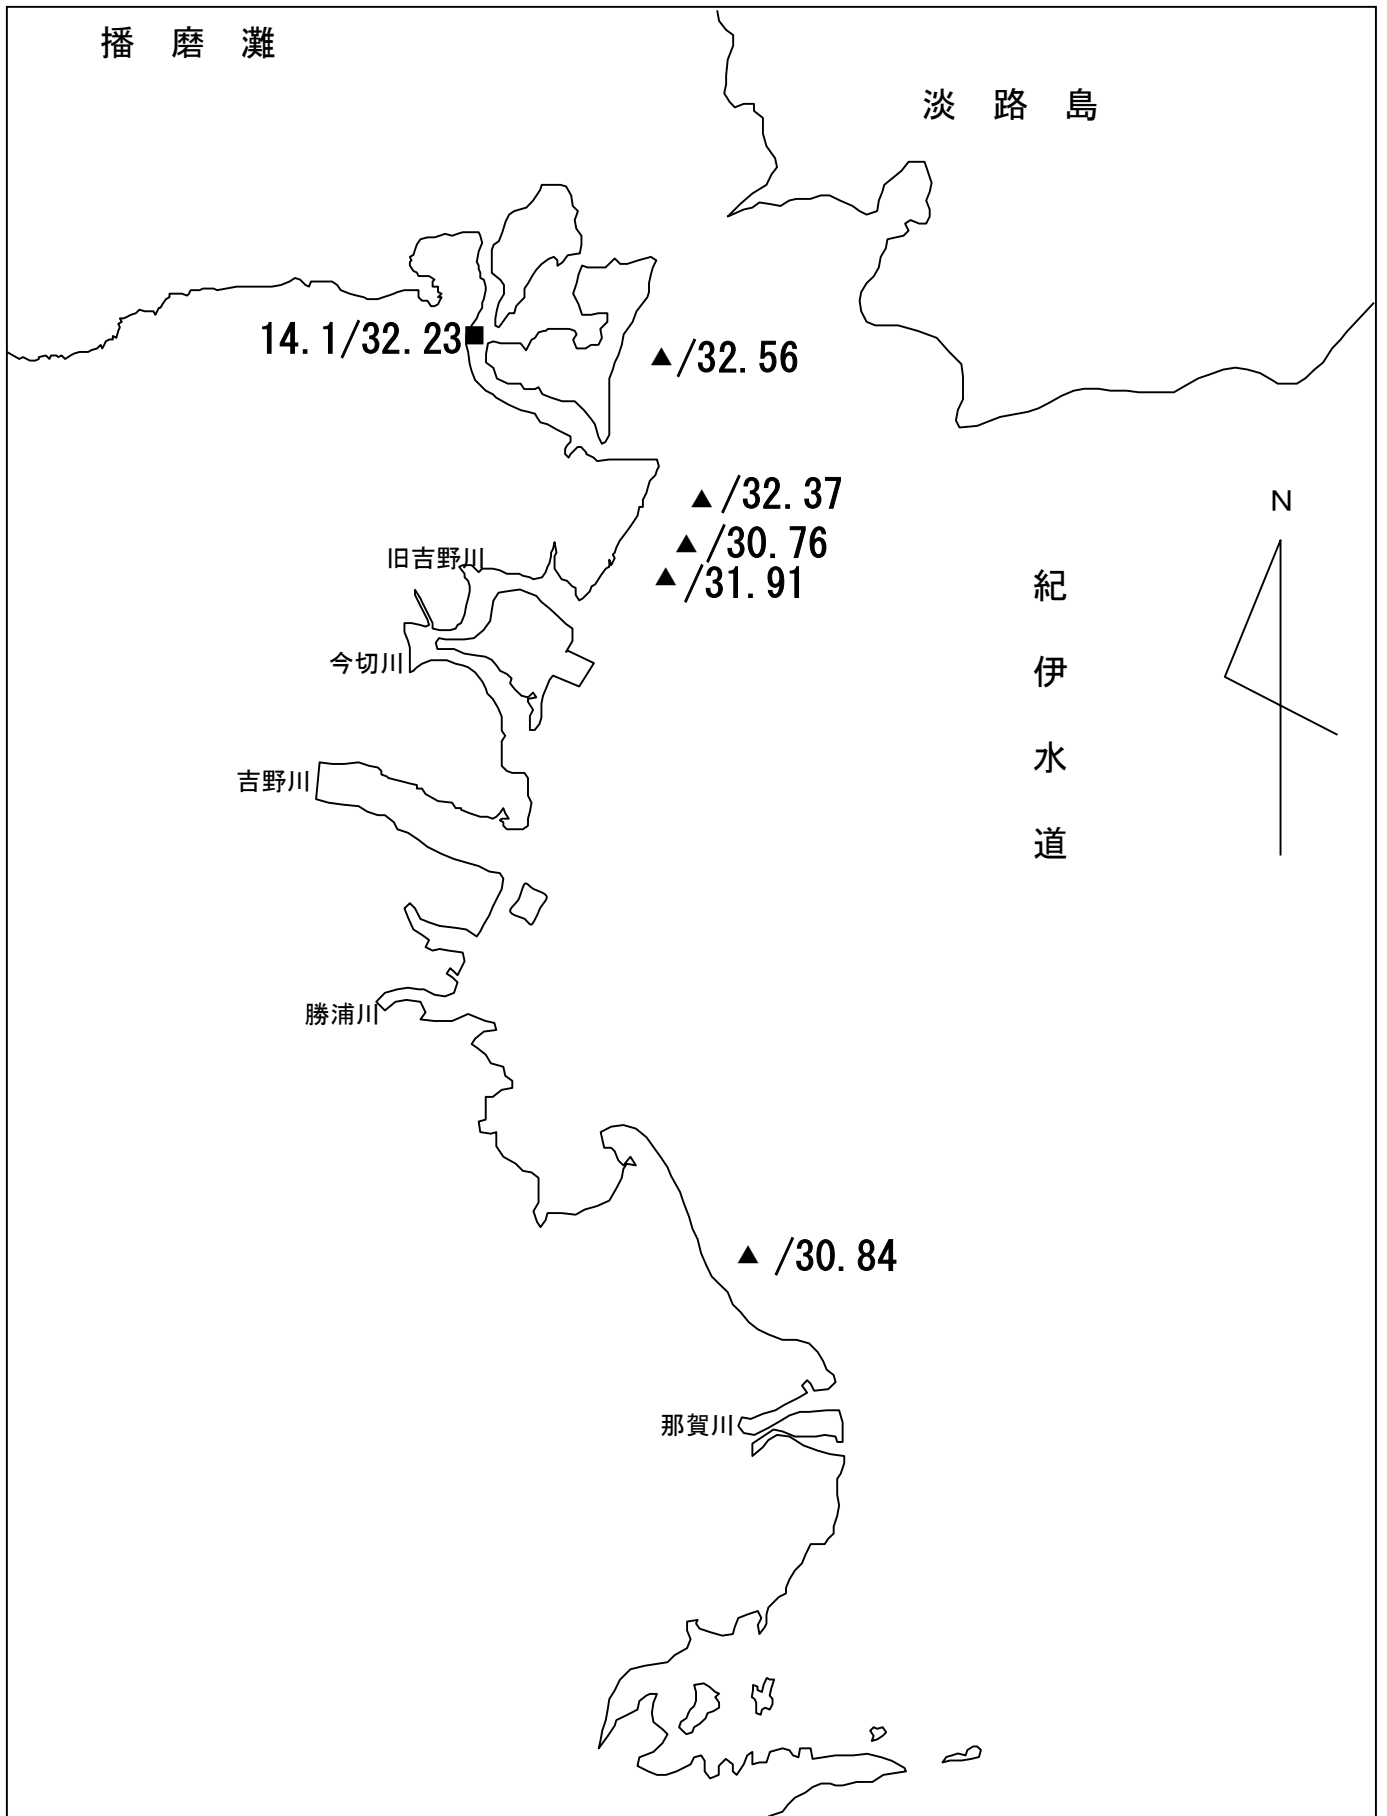 播磨灘
淡路島
14.1/32.23■
▲/32.56
▲/32.37
▲/30.76
▲/31.91
N
旧吉野川
紀伊水道
今切川
吉野川
勝浦川
▲/30.84
那賀川